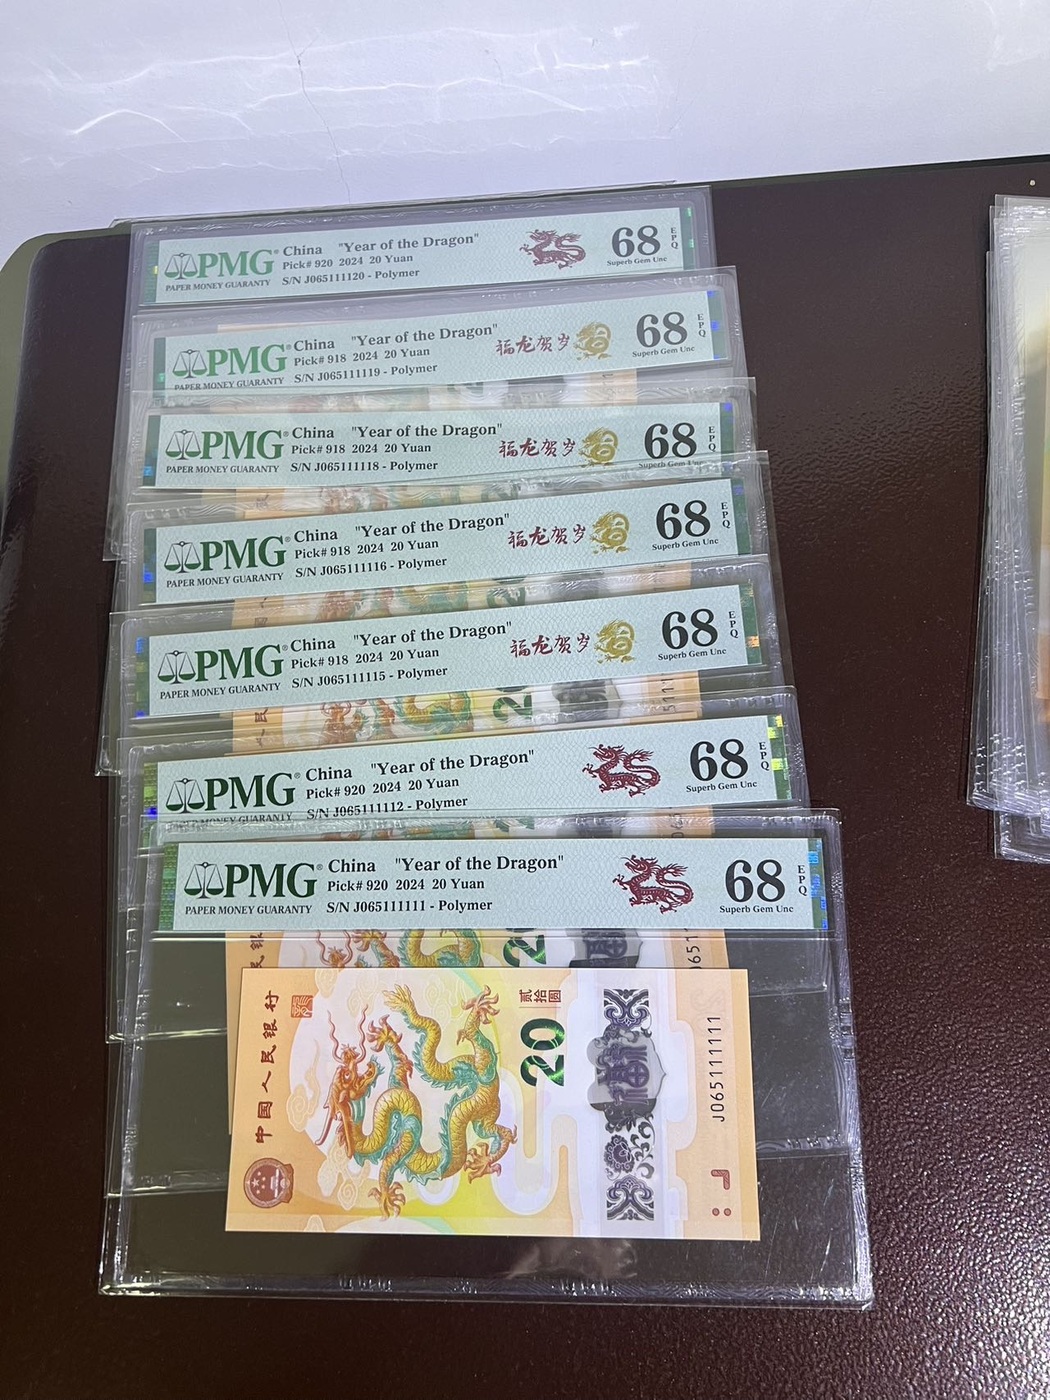 PMG®
PAPER MONEY GUARANTY
China "Year of the Dragon"
Pick# 920 2024 20 Yuan
S/N J065111120 - Polymer
68
EPQ
Superb Gem Unc
PMG®
PAPER MONEY GUARANTY
China "Year of the Dragon"
Pick# 918 2024 20 Yuan
S/N J065111119 - Polymer
福龙贺岁
68
EPQ
Superb Gem Unc
PMG®
PAPER MONEY GUARANTY
China "Year of the Dragon"
Pick# 918 2024 20 Yuan
S/N J065111118 - Polymer
福龙贺岁
68
EPQ
Superb Gem Unc
PMG®
PAPER MONEY GUARANTY
China "Year of the Dragon"
Pick# 918 2024 20 Yuan
S/N J065111116 - Polymer
福龙贺岁
68
EPQ
Superb Gem Unc
PMG®
PAPER MONEY GUARANTY
China "Year of the Dragon"
Pick# 918 2024 20 Yuan
S/N J065111115 - Polymer
福龙贺岁
68
EPQ
Superb Gem Unc
PMG®
PAPER MONEY GUARANTY
China "Year of the Dragon"
Pick# 920 2024 20 Yuan
S/N J065111112 - Polymer
68
EPQ
Superb Gem Unc
PMG®
PAPER MONEY GUARANTY
China "Year of the Dragon"
Pick# 920 2024 20 Yuan
S/N J065111111 - Polymer
68
EPQ
Superb Gem Unc
中国人民银行
贰拾圆
20
J065111111